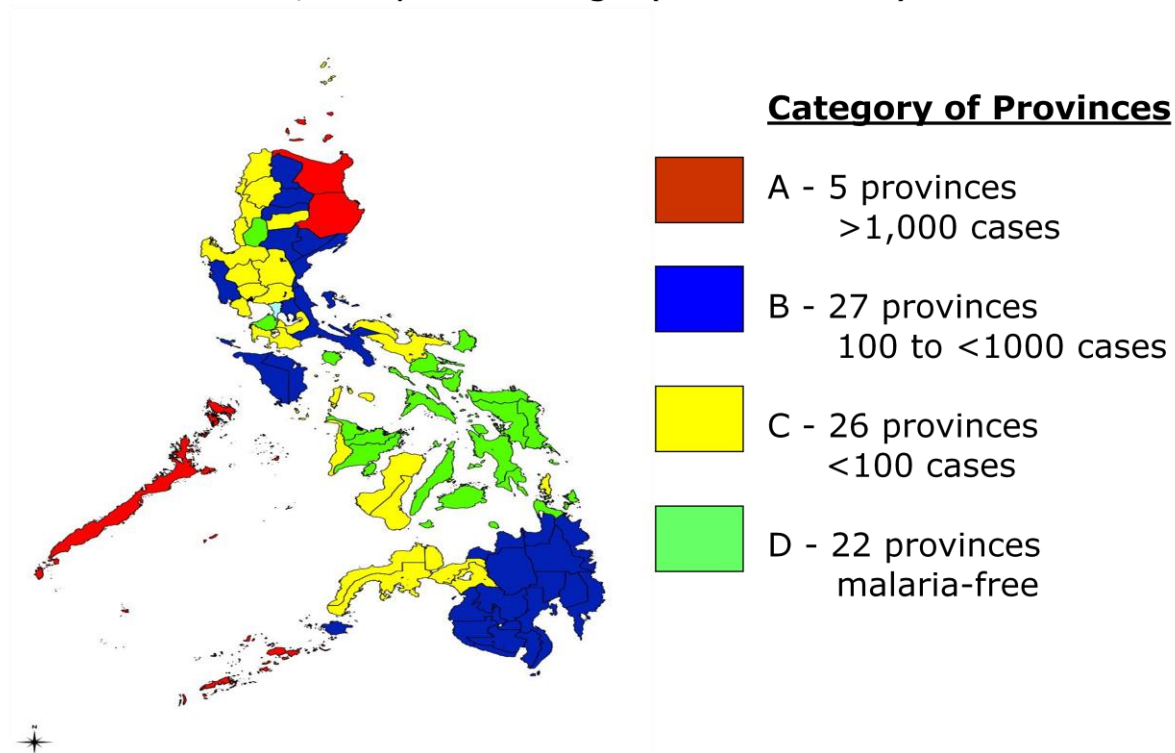 Category of Provinces
A - 5 provinces
>1,000 cases
B - 27 provinces
100 to <1000 cases
C - 26 provinces
<100 cases
D - 22 provinces
malaria-free
N